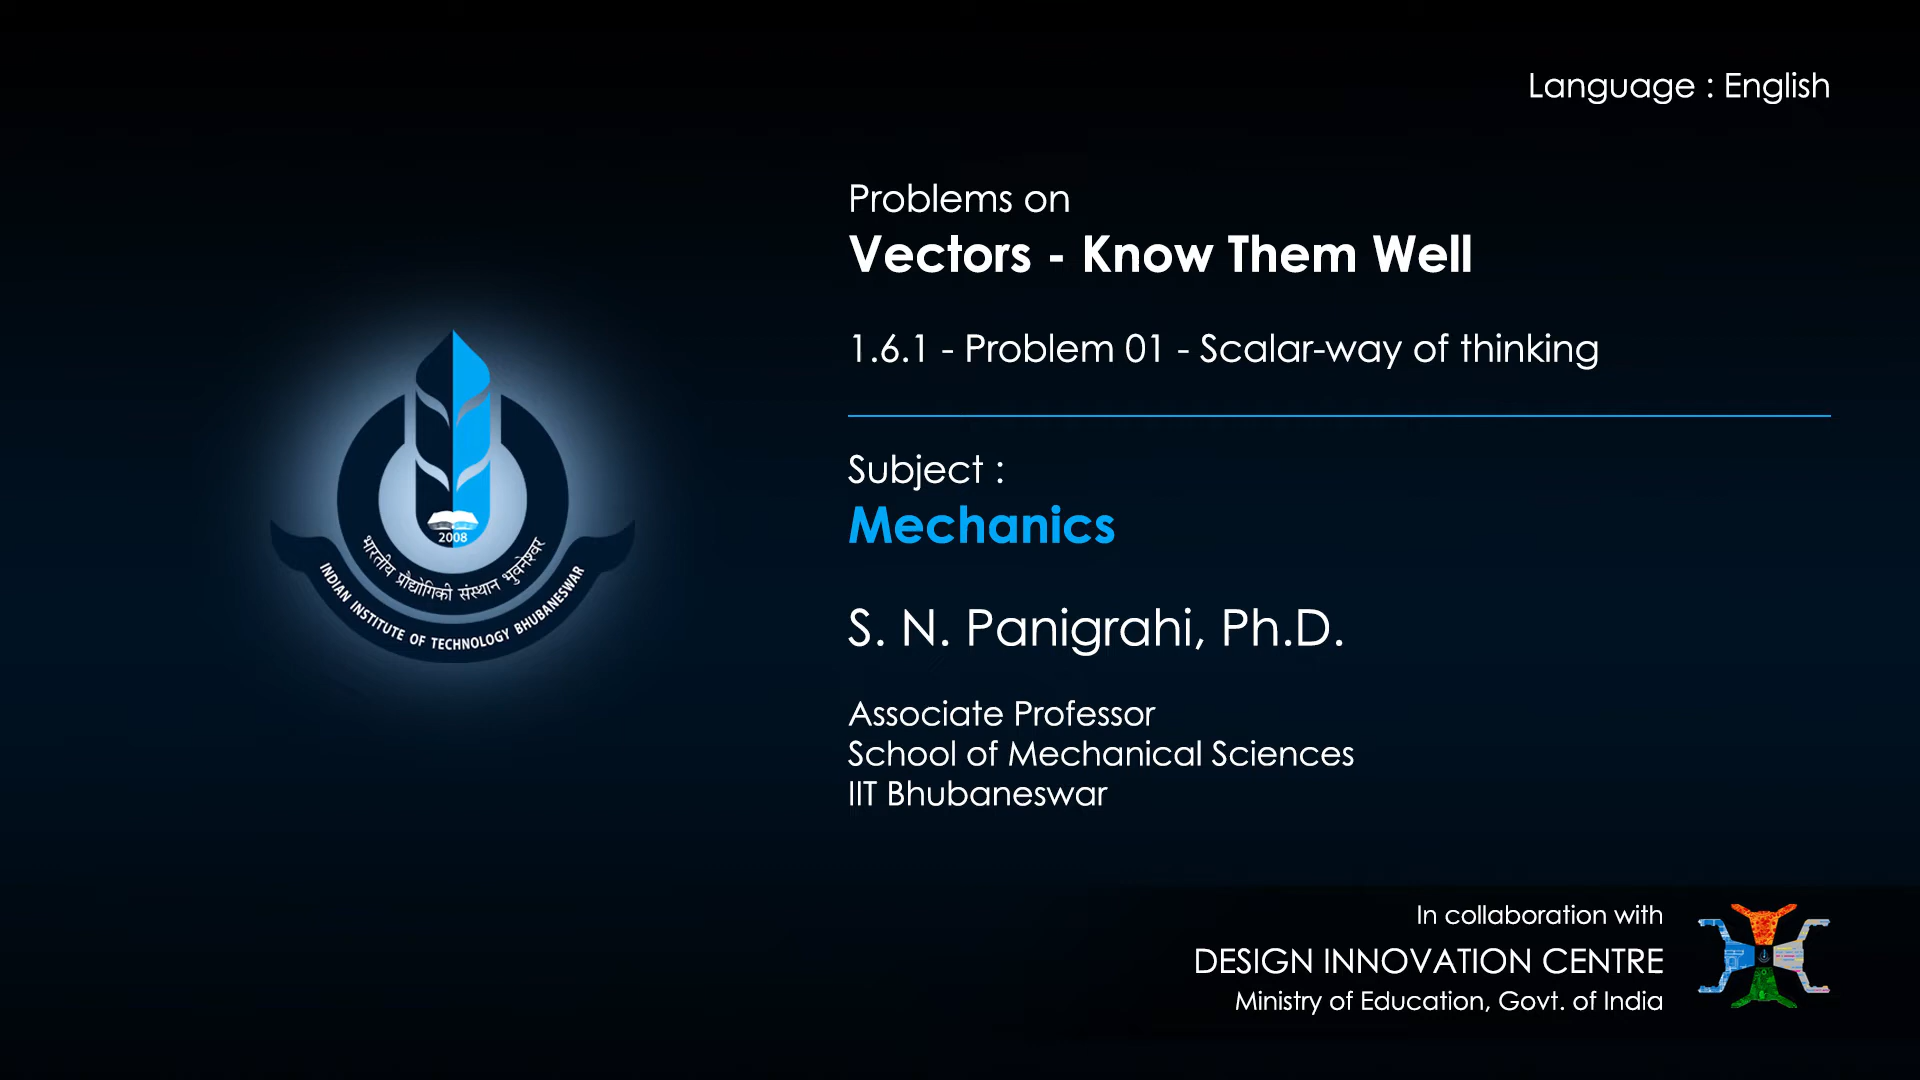 Language : English
Problems on
Vectors - Know Them Well
1.6.1 - Problem 01 - Scalar-way of thinking
Subject :
Mechanics
S. N. Panigrahi, Ph.D.
Associate Professor
School of Mechanical Sciences
IIT Bhubaneswar
2008
भारतीय प्रौद्योगिकी संस्थान भुवनेश्वर
INDIAN INSTITUTE OF TECHNOLOGY BHUBANESWAR
In collaboration with
DESIGN INNOVATION CENTRE
Ministry of Education, Govt. of India